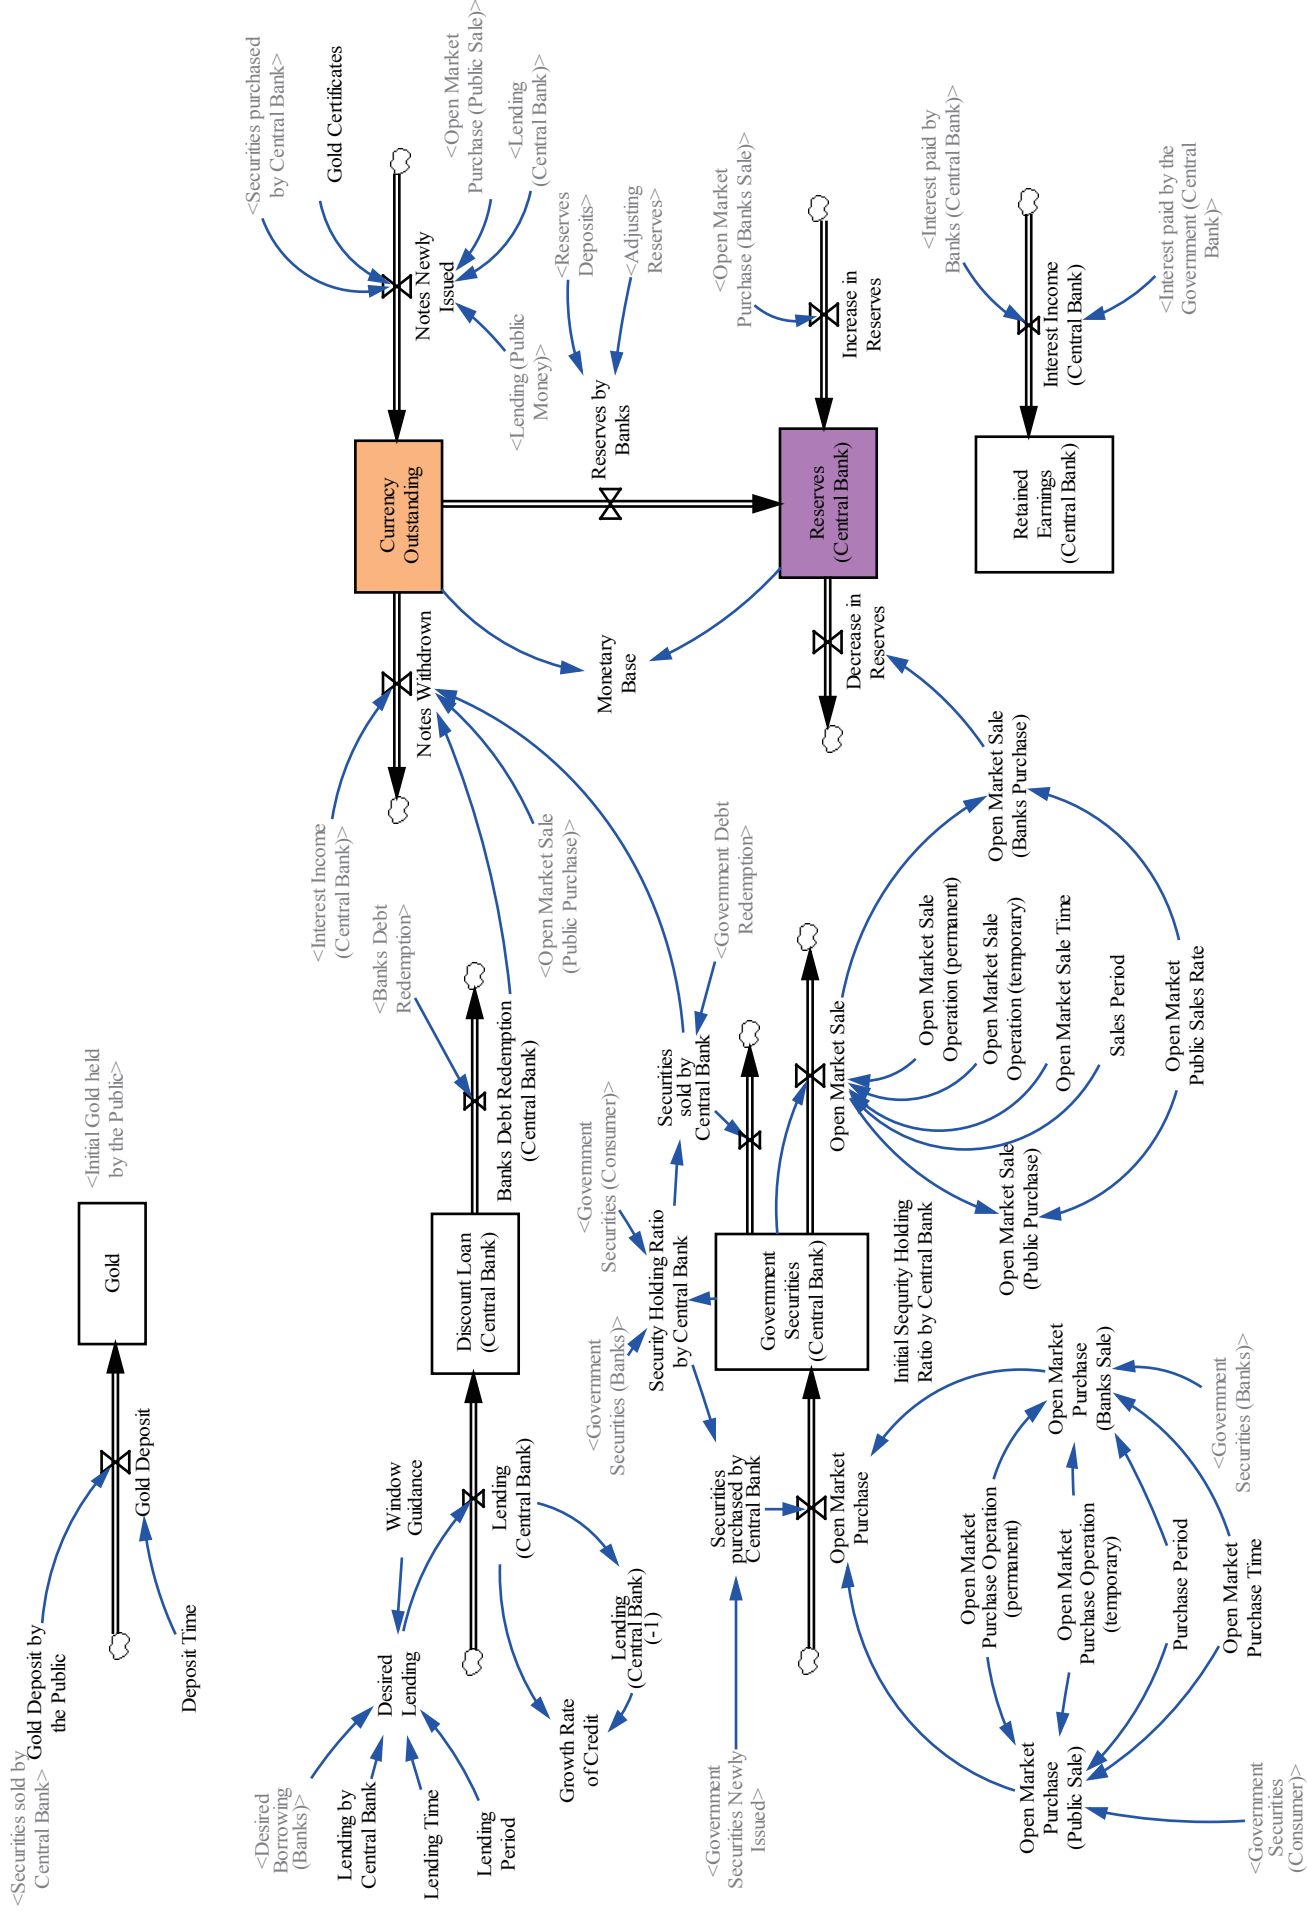 <Securities sold by
Central Bank>
Gold Deposit by
the Public
Deposit Time
Gold Deposit
Gold
<Initial Gold held
by the Public>
<Desired
Borrowing
(Banks)>
Lending by
Central Bank
Lending Time
Lending
Period
Desired
Lending
Window
Guidance
Lending
(Central Bank)
Growth Rate
of Credit
Lending
(Central Bank)
(-1)
Discount Loan
(Central Bank)
Banks Debt Redemption
(Central Bank)
<Banks Debt
Redemption>
<Interest Income
(Central Bank)>
<Open Market Sale
(Public Purchase)>
Notes Withdrawn
Currency
Outstanding
Notes Newly
Issued
<Securities purchased
by Central Bank>
Gold Certificates
<Open Market
Purchase (Public Sale)>
<Lending
(Central Bank)>
<Lending (Public
Money)>
<Reserves
Deposits>
<Adjusting
Reserves>
Reserves by
Banks
Monetary
Base
<Government
Securities Newly
Issued>
Securities
purchased by
Central Bank
<Government
Securities (Banks)>
<Government
Securities (Consumer)>
Security Holding Ratio
by Central Bank
Securities
sold by
Central Bank
<Government Debt
Redemption>
Government
Securities
(Central Bank)
Open Market
Purchase
Initial Sequrity Holding
Ratio by Central Bank
Open Market Sale
Open Market Sale
Operation (permanent)
Open Market Sale
Operation (temporary)
Open Market Sale Time
Sales Period
Open Market
Public Sales Rate
Open Market Sale
(Public Purchase)
Open Market Sale
(Banks Purchase)
Decrease in
Reserves
Reserves
(Central Bank)
Increase in
Reserves
<Open Market
Purchase (Banks Sale)>
Retained
Earnings
(Central Bank)
Interest Income
(Central Bank)
<Interest paid by
Banks (Central Bank)>
<Interest paid by the
Government (Central
Bank)>
Open Market
Purchase
(Public Sale)
Open Market
Purchase Operation
(permanent)
Open Market
Purchase Operation
(temporary)
Purchase Period
Open Market
Purchase Time
Open Market
Purchase
(Banks Sale)
<Government
Securities (Banks)>
<Government
Securities
(Consumer)>